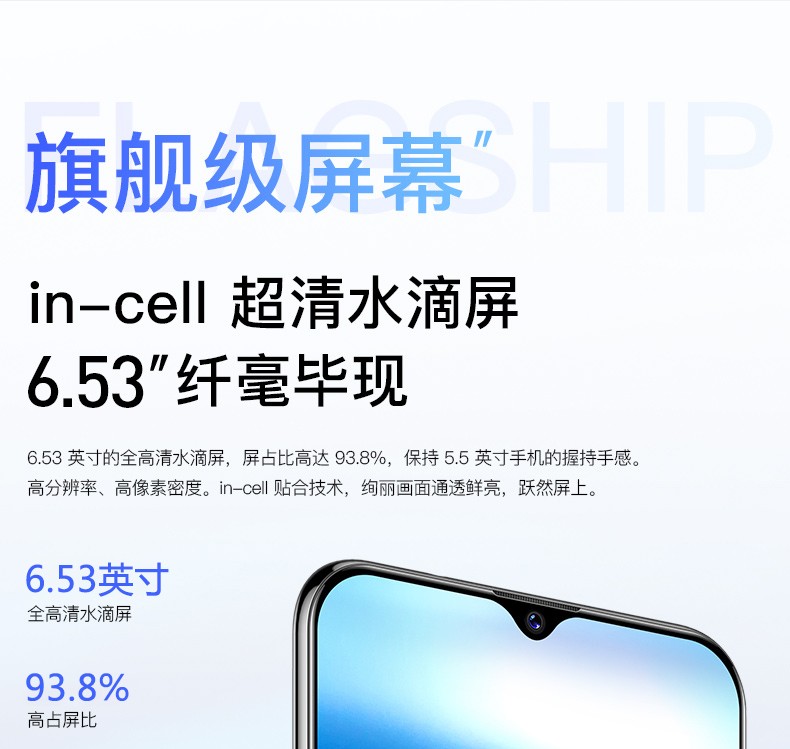 FLAGSHIP
旗舰级屏幕"
in-cell 超清水滴屏
6.53"纤毫毕现
6.53 英寸的全高清水滴屏，屏占比高达 93.8%，保持 5.5 英寸手机的握持手感。
高分辨率、高像素密度。in-cell 贴合技术，绚丽画面通透鲜亮，跃然屏上。
6.53英寸
全高清水滴屏
93.8%
高占屏比